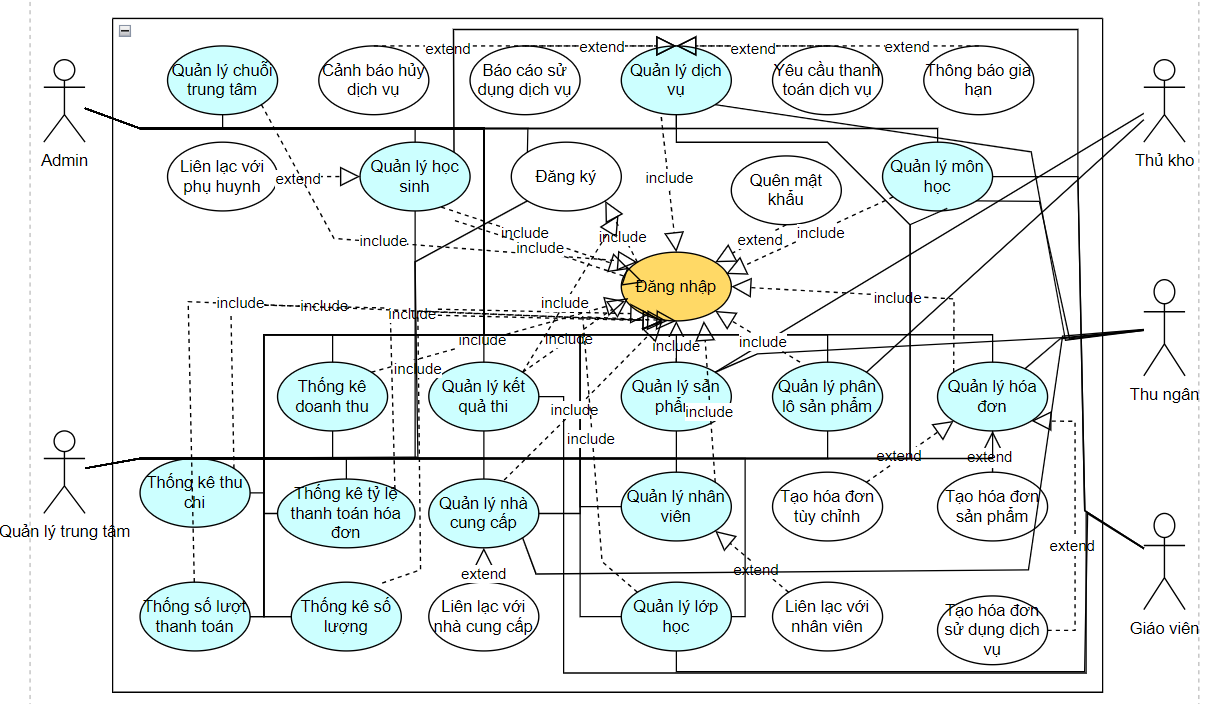 extend
extend
extend
extend
Quản lý chuỗi
trung tâm
Cảnh báo hủy
dịch vụ
Báo cáo sử
dụng dịch vụ
Quản lý dịch
vụ
Yêu cầu thanh
toán dịch vụ
Thông báo gia
hạn
Admin
Thủ kho
Liên lạc với
phụ huynh
extend
Quản lý học
sinh
Đăng ký
include
Quên mật
khẩu
Quản lý môn
học
include
include
include
include
extend
include
Đăng nhập
include
include
include
include
include
include
include
include
include
include
Thống kê
doanh thu
Quản lý kết
quả thi
Quản lý sản
phẩ
include
Quản lý phân
lô sản phẩm
Quản lý hóa
đơn
Thu ngân
include
include
extend
extend
Thống kê thu
chi
Thống kê tỷ lệ
thanh toán hóa
đơn
Quản lý nhà
cung cấp
Quản lý nhân
viên
Tạo hóa đơn
tùy chỉnh
Tạo hóa đơn
sản phẩm
Quản lý trung tâm
extend
extend
extend
Thống số lượt
thanh toán
Thống kê số
lượng
Liên lạc với
nhà cung cấp
Quản lý lớp
học
Liên lạc với
nhân viên
Tạo hóa đơn
sử dụng dịch
vụ
Giáo viên